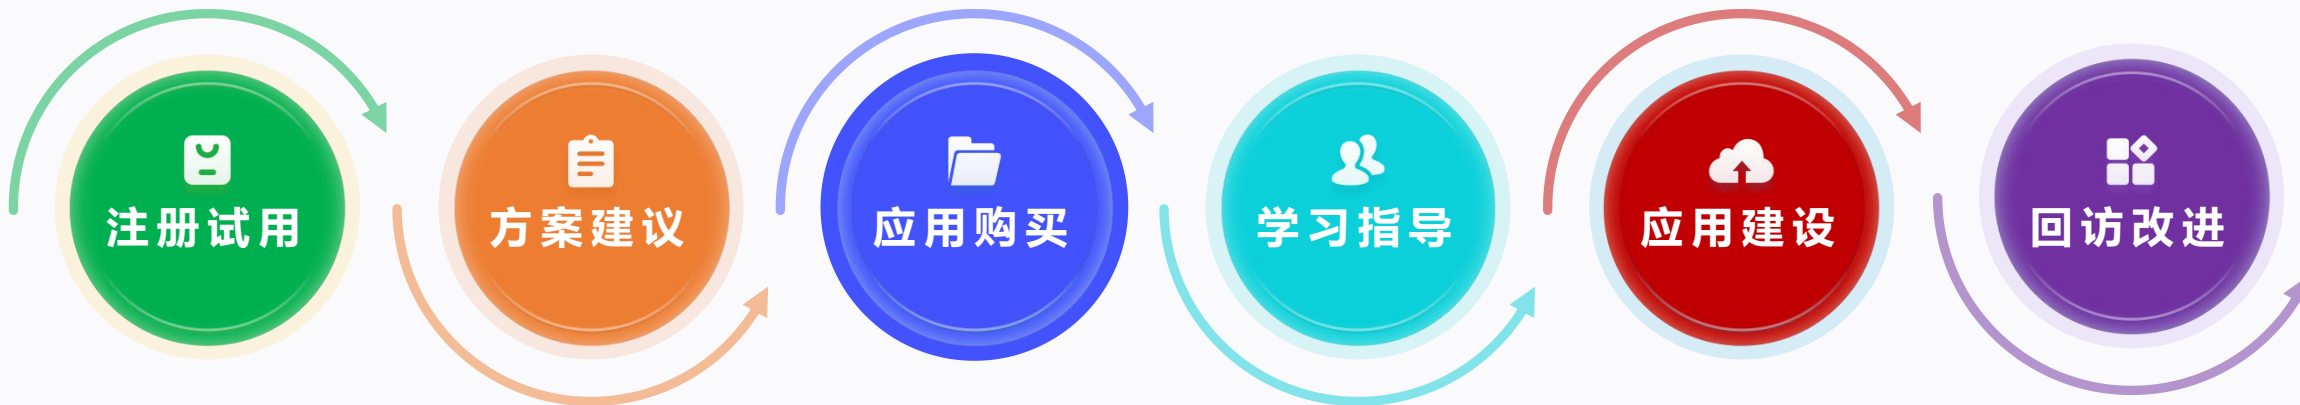 注册试用
方案建议
应用购买
学习指导
应用建设
回访改进